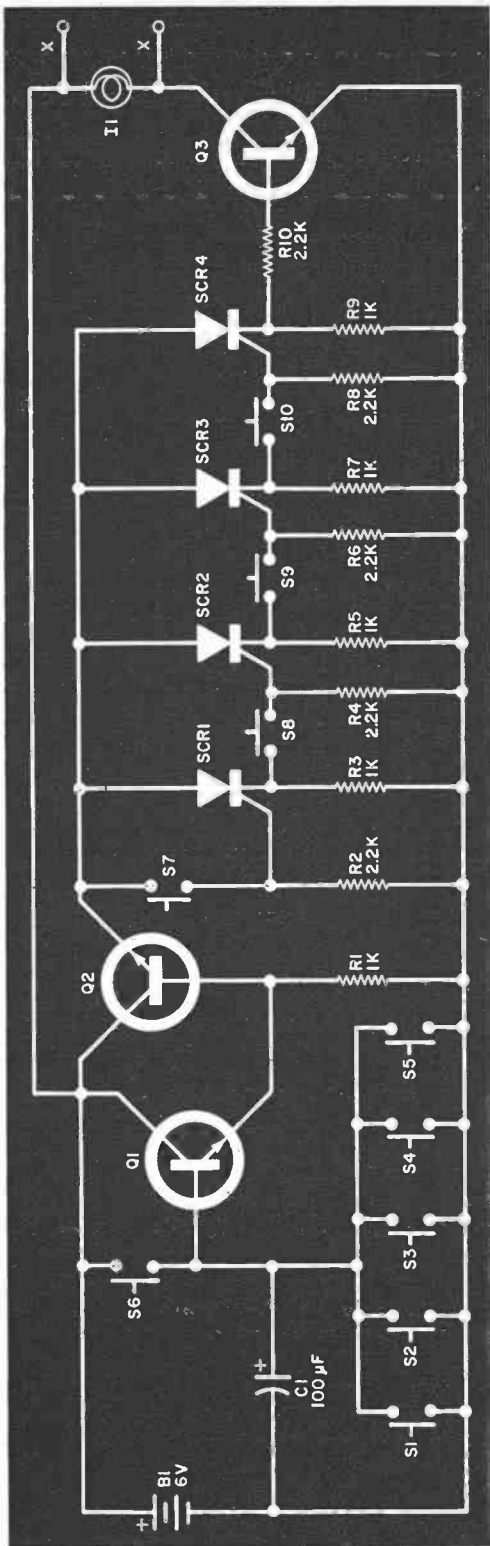 +
B1
6V
S6
+
C1
100µF
S1
S2
S3
S4
S5
Q1
Q2
R1
1K
S7
R2
2.2K
SCR1
R3
1K
S8
R4
2.2K
SCR2
R5
1K
S9
R6
2.2K
SCR3
R7
1K
S10
R8
2.2K
SCR4
R9
1K
R10
2.2K
Q3
I1
X
X